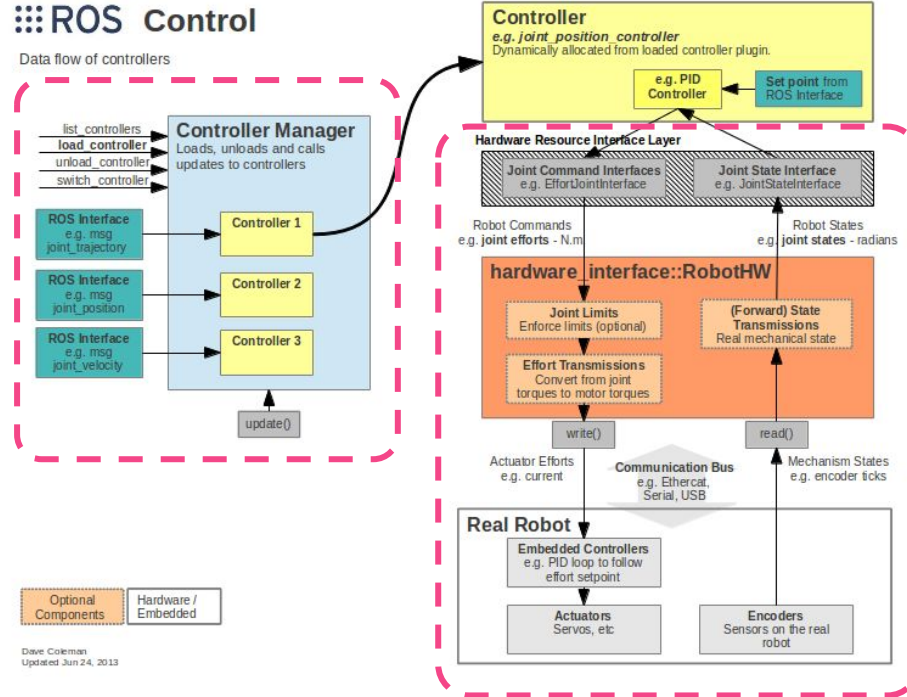 ROS Control
Data flow of controllers
list_controllers
load_controller
unload_controller
switch_controller
Controller Manager
Loads, unloads and calls
updates to controllers
ROS Interface
e.g. msg
joint_trajectory
Controller 1
ROS Interface
e.g. msg
joint_position
Controller 2
ROS Interface
e.g. msg
joint_velocity
Controller 3
update()
Controller
e.g. joint_position_controller
Dynamically allocated from loaded controller plugin.
e.g. PID
Controller
Set point from
ROS Interface
Hardware Resource Interface Layer
Joint Command Interfaces
e.g. EffortJointInterface
Joint State Interface
e.g. JointStateInterface
Robot Commands
e.g. joint efforts - N.m
Robot States
e.g. joint states - radians
hardware_interface::RobotHW
Joint Limits
Enforce limits (optional)
Effort Transmissions
Convert from joint
torques to motor torques
(Forward) State
Transmissions
Real mechanical state
write()
read()
Actuator Efforts
e.g. current
Communication Bus
e.g. Ethercat,
Serial, USB
Mechanism States
e.g. encoder ticks
Real Robot
Embedded Controllers
e.g. PID loop to follow
effort setpoint
Actuators
Servos, etc
Encoders
Sensors on the real
robot
Optional
Components
Hardware /
Embedded
Dave Coleman
Updated Jun 24, 2013